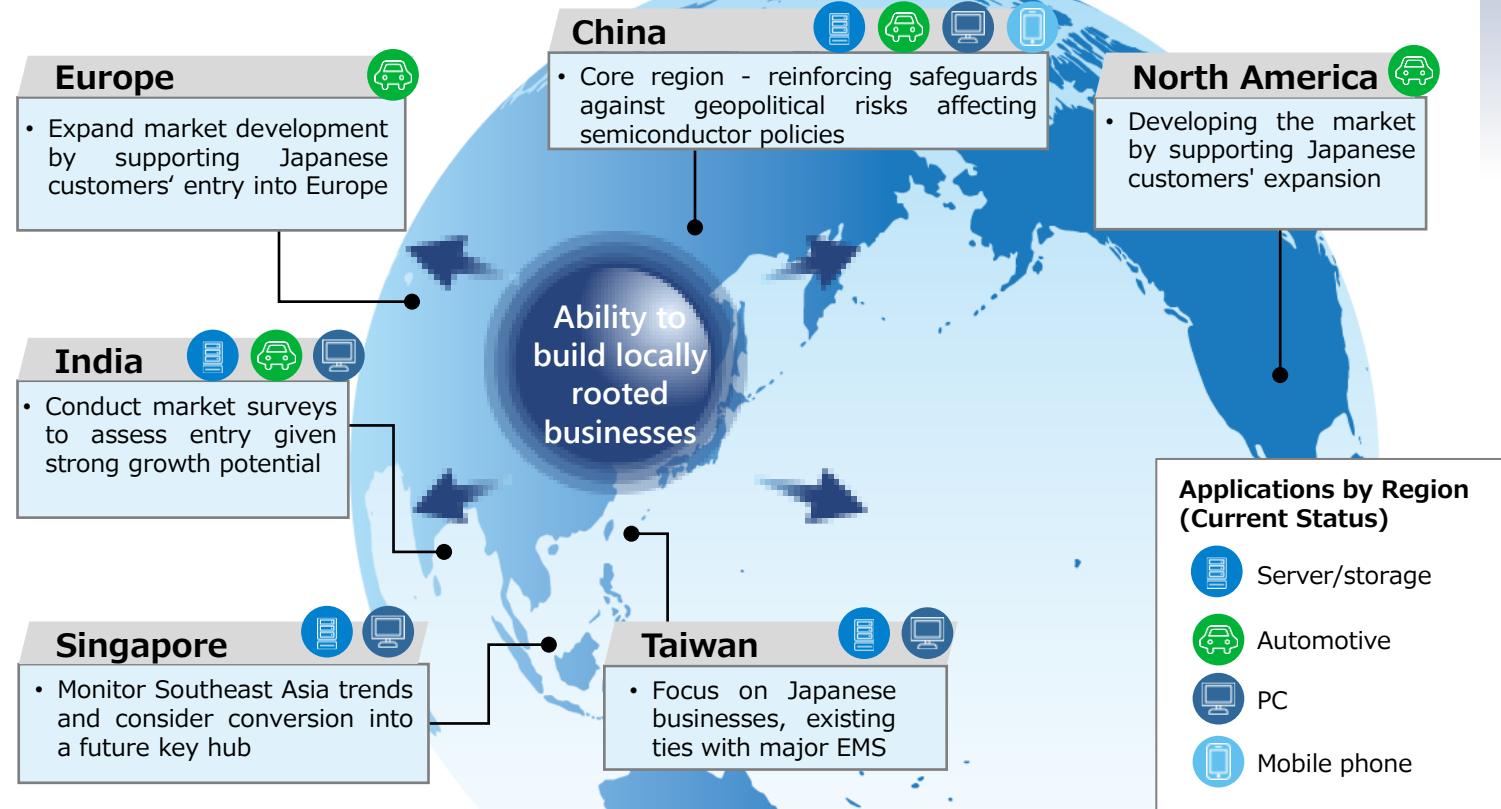 Europe
• Expand market development
by supporting Japanese
customers‘ entry into Europe
China
• Core region - reinforcing safeguards
against geopolitical risks affecting
semiconductor policies
North America
• Developing the market
by supporting Japanese
customers' expansion
Ability to
build locally
rooted
businesses
India
• Conduct market surveys
to assess entry given
strong growth potential
Singapore
• Monitor Southeast Asia trends
and consider conversion into
a future key hub
Taiwan
• Focus on Japanese
businesses, existing
ties with major EMS
Applications by Region
(Current Status)
Server/storage
Automotive
PC
Mobile phone